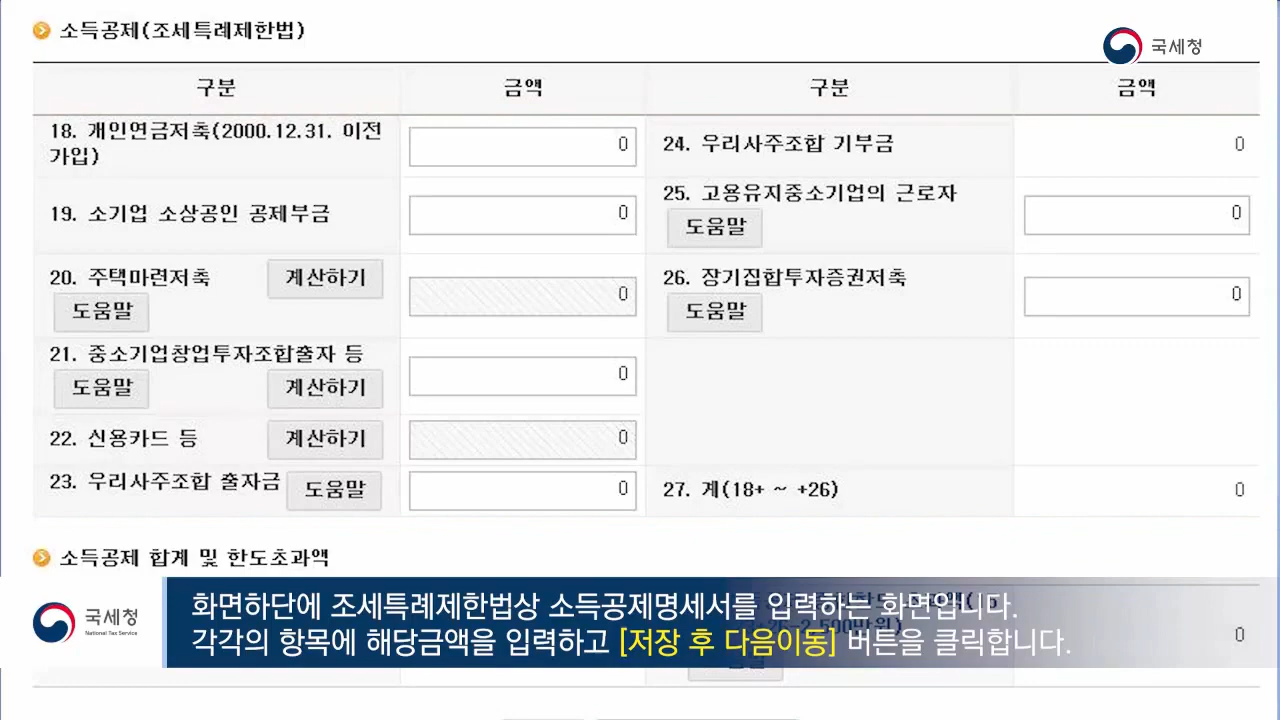 소득공제(조세특례제한법)
국세청
구분 금액 구분 금액
18. 개인연금저축(2000.12.31. 이전
가입)
0
24. 우리사주조합 기부금
0
19. 소기업 소상공인 공제부금
0
25. 고용유지중소기업의 근로자
도움말
0
20. 주택마련저축 계산하기
도움말
0
26. 장기집합투자증권저축
도움말
0
21. 중소기업창업투자조합출자 등
도움말 계산하기
0
22. 신용카드 등 계산하기
0
23. 우리사주조합 출자금 도움말
0
27. 계(18+ ~ +26)
0
소득공제 합계 및 한도초과액
국세청
National Tax Service
화면하단에 조세특례제한법상 소득공제명세서를 입력하는 화면입니다.
각각의 항목에 해당금액을 입력하고 [저장 후 다음이동] 버튼을 클릭합니다.
0